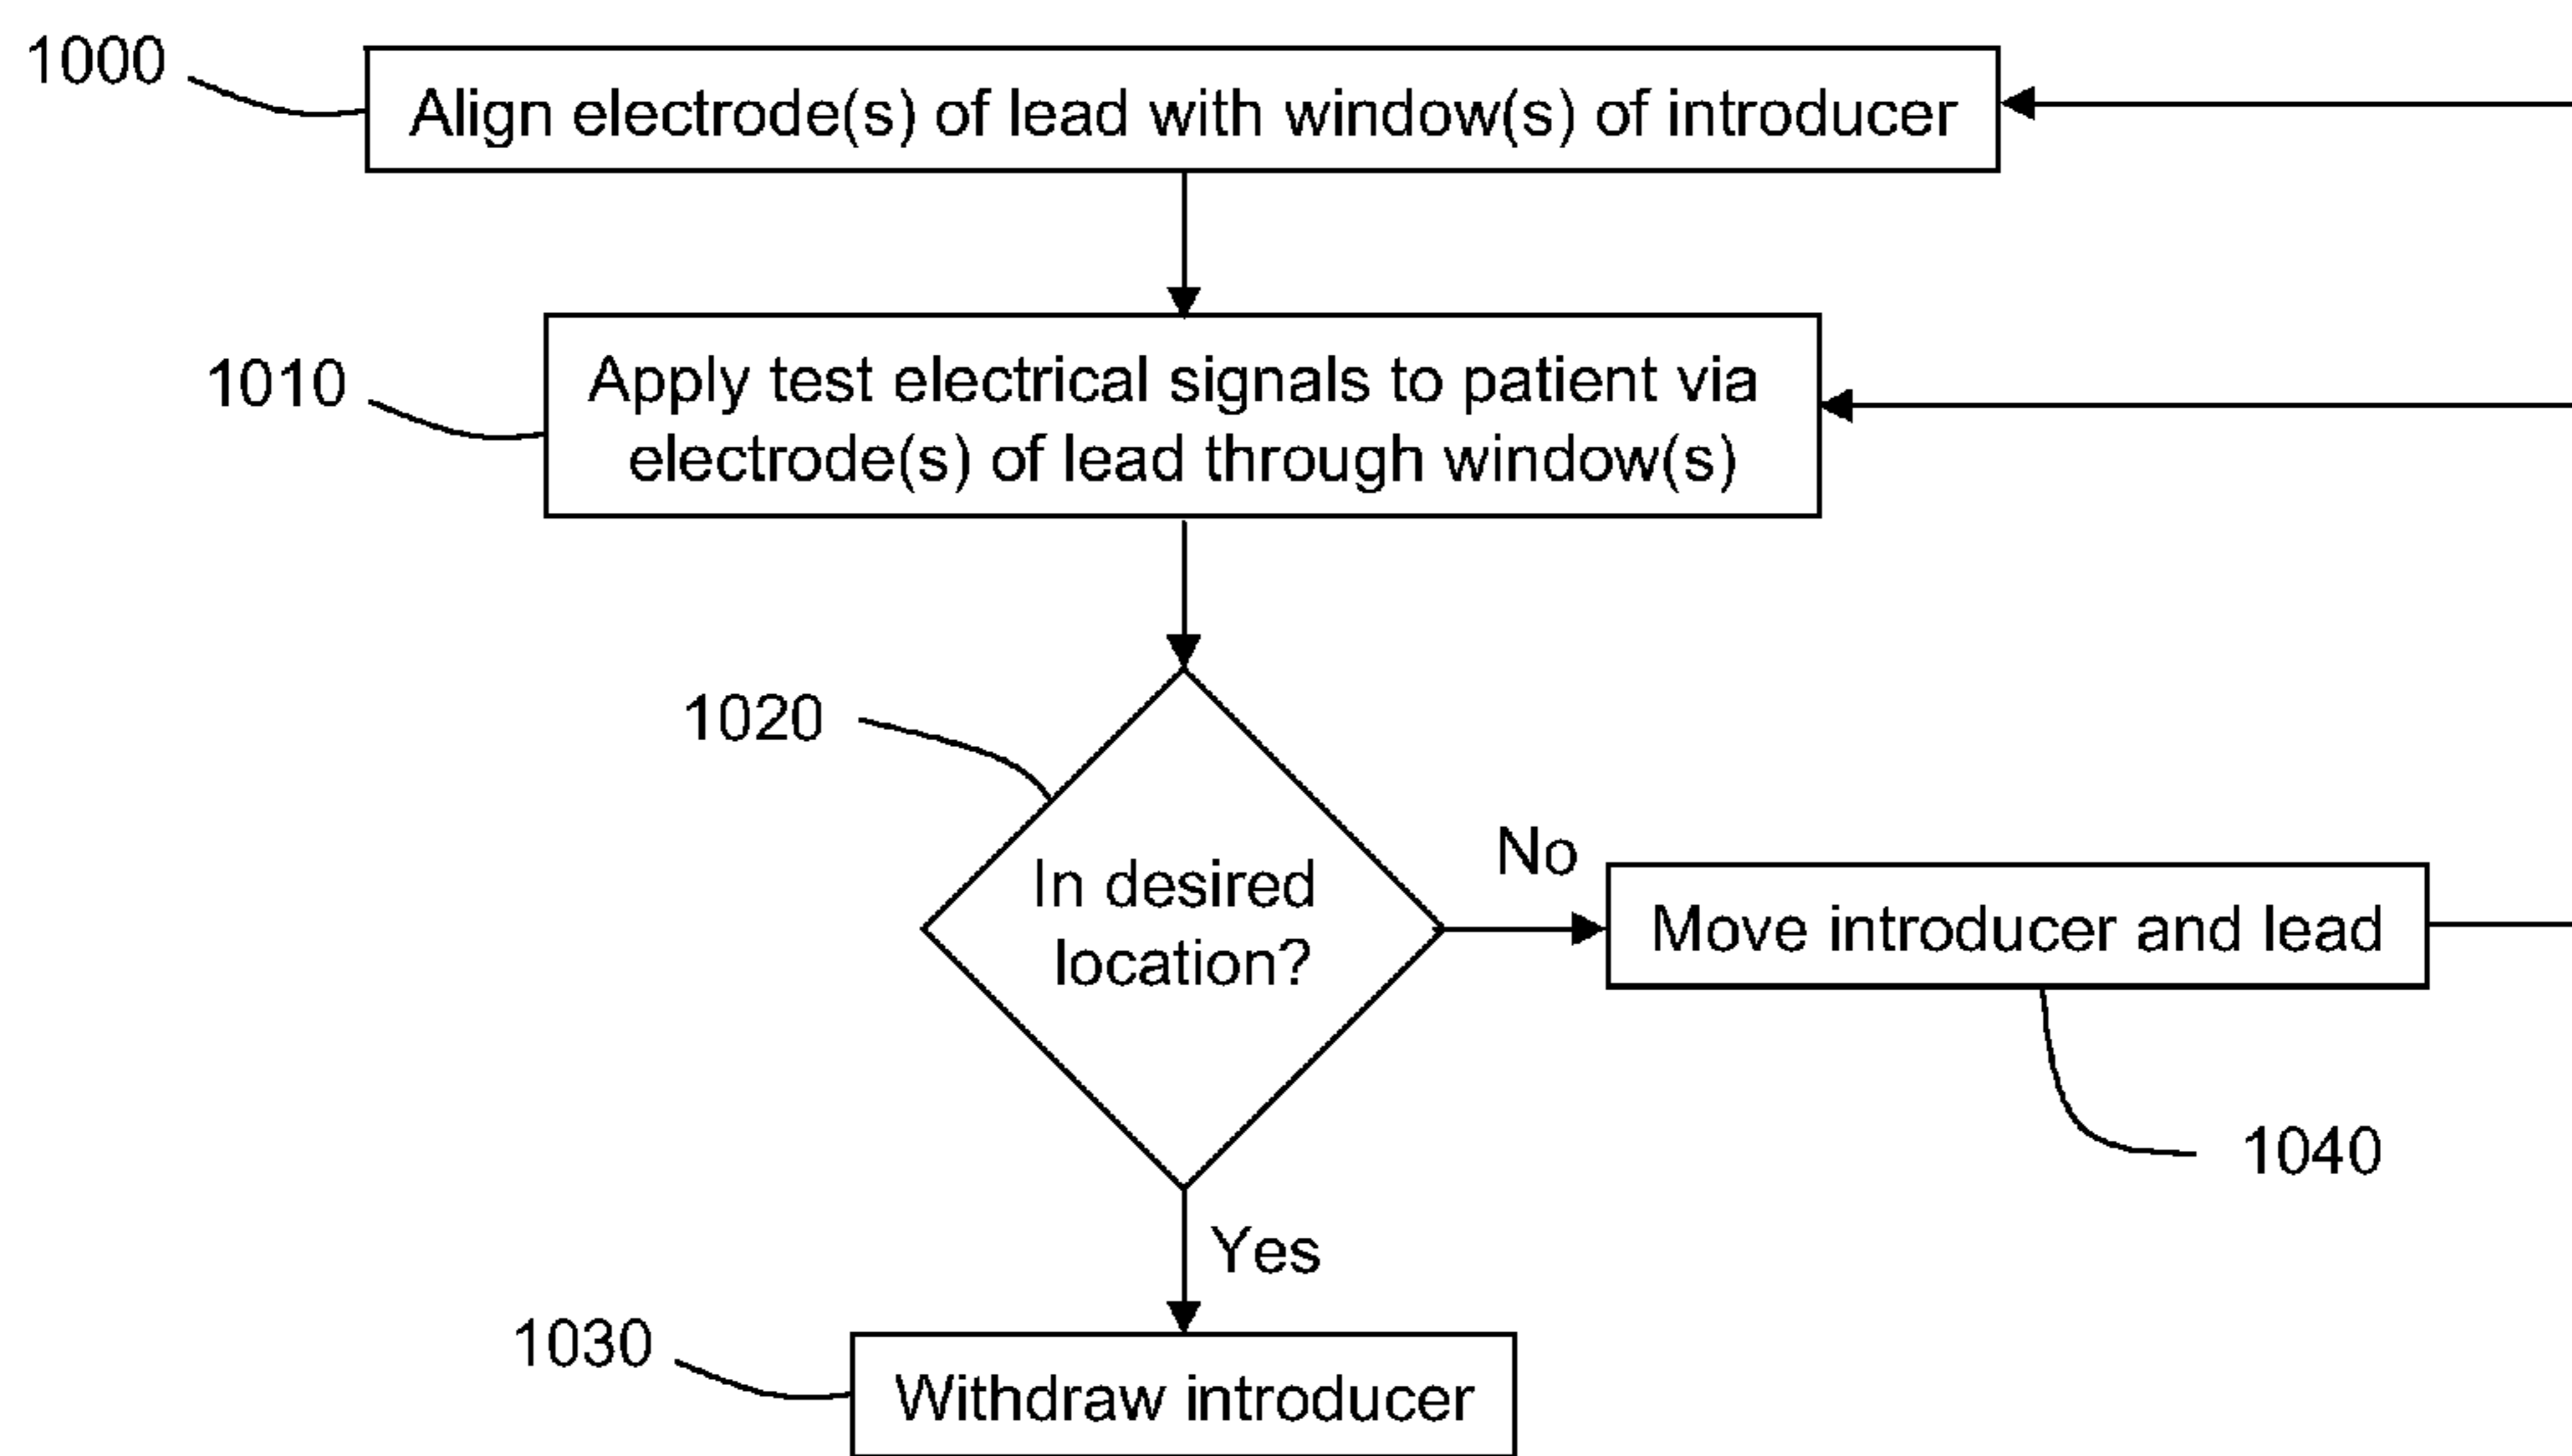 1000
Align electrode(s) of lead with window(s) of introducer
1010
Apply test electrical signals to patient via
electrode(s) of lead through window(s)
1020
In desired
location?
No
Move introducer and lead
1040
Yes
1030
Withdraw introducer